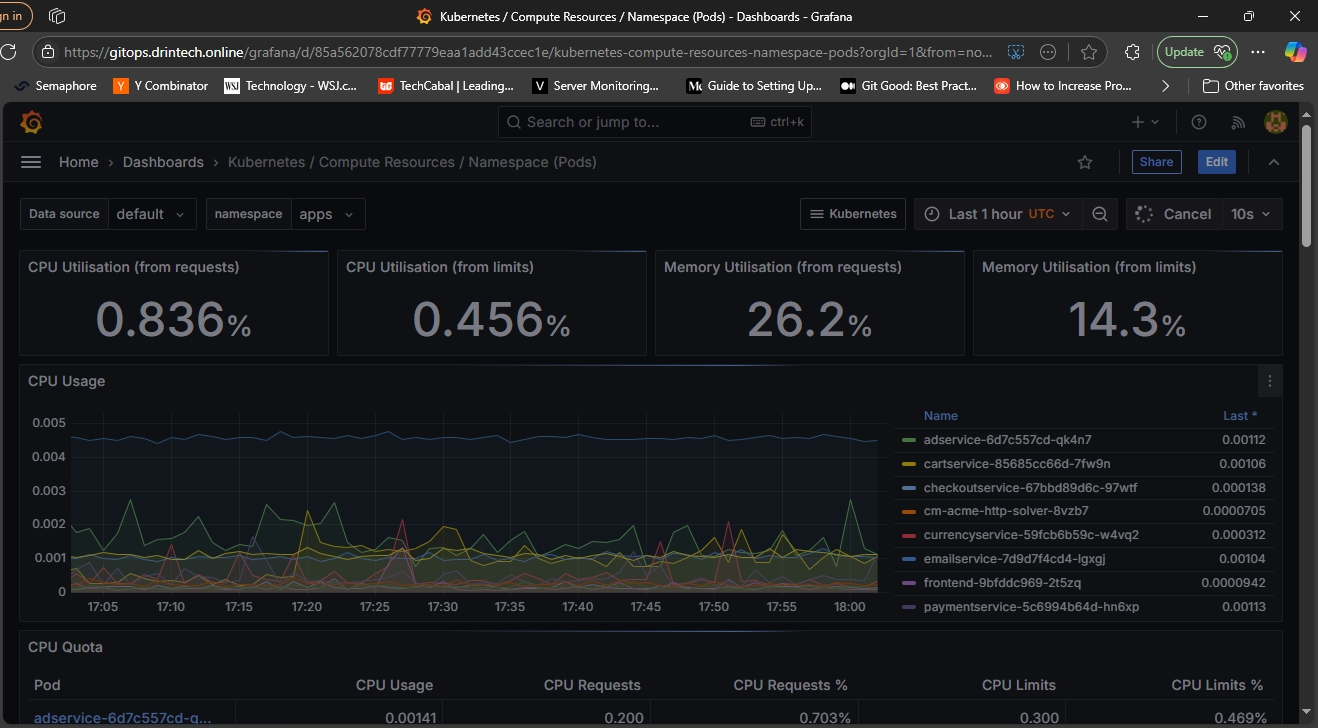 gn in
Kubernetes / Compute Resources / Namespace (Pods) - Dashboards - Grafana
https://gitops.drintech.online/grafana/d/85a562078cdf77779eaa1add43ccec1e/kubernetes-compute-resources-namespace-pods?orgId=1&from=no...
Update
Semaphore
Y Combinator
Technology - WSJ.c...
TechCabal | Leading...
Server Monitoring...
Guide to Setting Up...
Git Good: Best Pract...
How to Increase Pro...
Other favorites
Search or jump to...
ctrl+k
Home › Dashboards › Kubernetes / Compute Resources / Namespace (Pods)
Share
Edit
Data source default
namespace apps
Kubernetes
Last 1 hour UTC
Cancel
10s
CPU Utilisation (from requests)
0.836%
CPU Utilisation (from limits)
0.456%
Memory Utilisation (from requests)
26.2%
Memory Utilisation (from limits)
14.3%
CPU Usage
0.005
0.004
0.003
0.002
0.001
0
17:05 17:10 17:15 17:20 17:25 17:30 17:35 17:40 17:45 17:50 17:55 18:00
Name Last *
adservice-6d7c557cd-qk4n7 0.00112
cartservice-85685cc66d-7fw9n 0.00106
checkoutservice-67bbd89d6c-97wtf 0.000138
cm-acme-http-solver-8vzb7 0.0000705
currencyservice-59fcb6b59c-w4vq2 0.000312
emailservice-7d9d7f4cd4-lgxgj 0.00104
frontend-9bfddc969-2t5zq 0.0000942
paymentservice-5c6994b64d-hn6xp 0.00113
CPU Quota
Pod CPU Usage CPU Requests CPU Requests % CPU Limits CPU Limits %
adservice-6d7c557cd-q... 0.00141 0.200 0.703% 0.300 0.469%